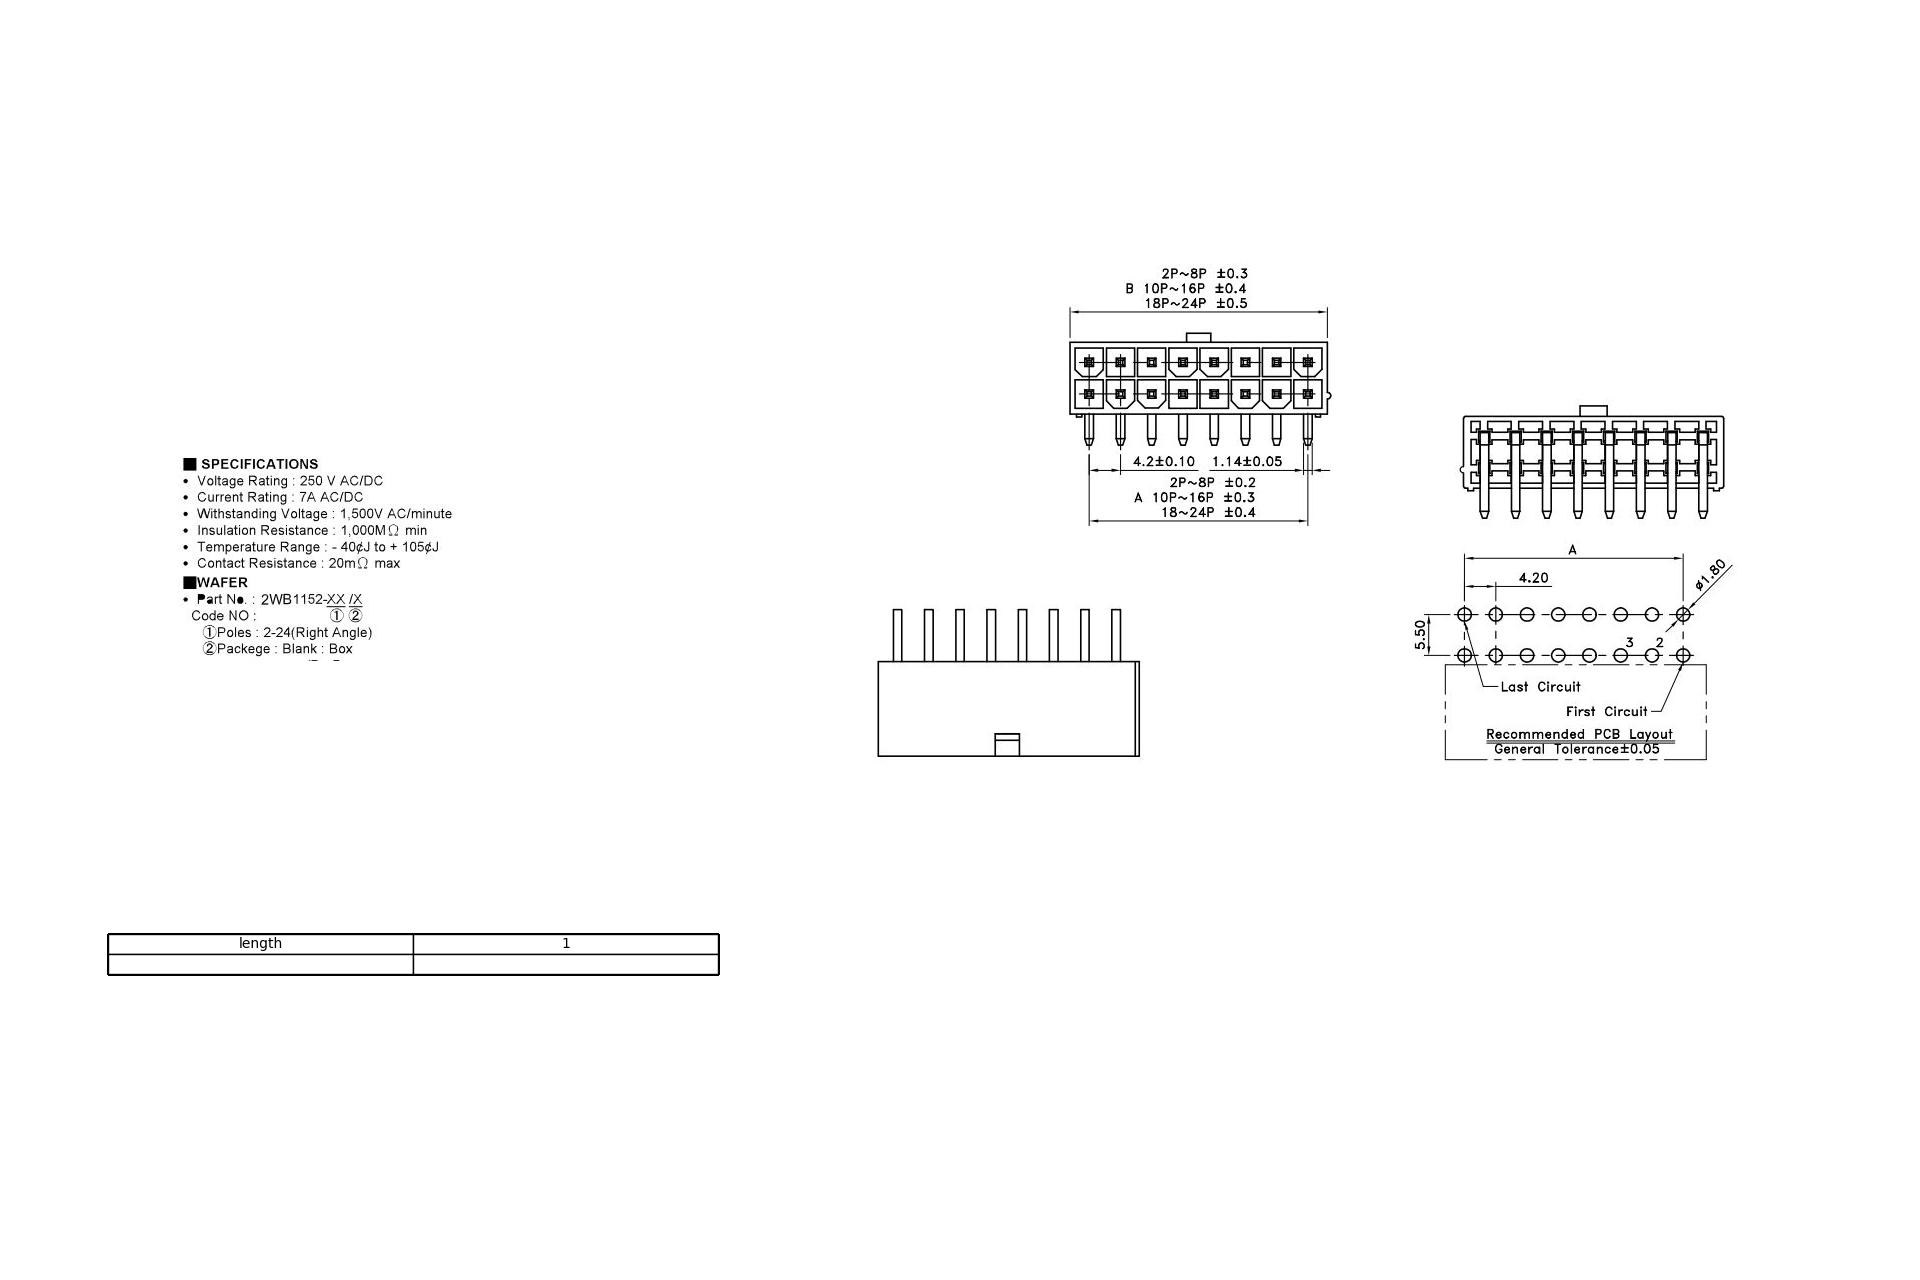 ■ SPECIFICATIONS
• Voltage Rating : 250 V AC/DC
• Current Rating : 7A AC/DC
• Withstanding Voltage : 1,500V AC/minute
• Insulation Resistance : 1,000MΩ min
• Temperature Range : - 40¢J to + 105¢J
• Contact Resistance : 20mΩ max
■WAFER
• Part No. : 2WB1152-XX /X
Code NO : ① ②
①Poles : 2-24(Right Angle)
②Packege : Blank : Box
length 1
2P~8P ±0.3
B 10P~16P ±0.4
18P~24P ±0.5
4.2±0.10 1.14±0.05
2P~8P ±0.2
A 10P~16P ±0.3
18~24P ±0.4
A
4.20
ø1.80
5.50
3 2
Last Circuit
First Circuit
Recommended PCB Layout
General Tolerance±0.05